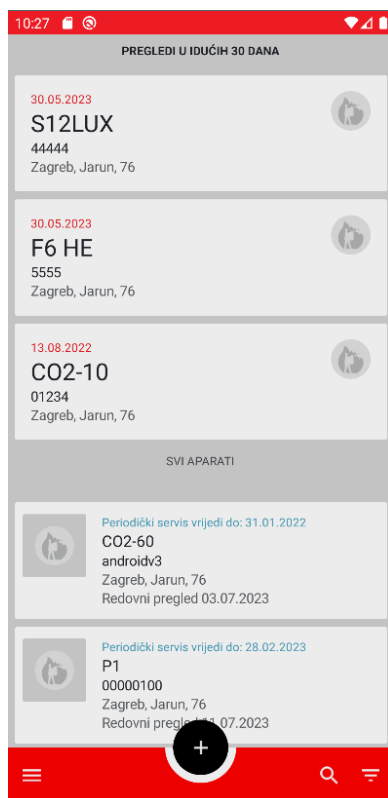 10:27
PREGLEDI U IDUĆIH 30 DANA
30.05.2023
S12LUX
44444
Zagreb, Jarun, 76
30.05.2023
F6 HE
5555
Zagreb, Jarun, 76
13.08.2022
CO2-10
01234
Zagreb, Jarun, 76
SVI APARATI
Periodički servis vrijedi do: 31.01.2022
CO2-60
androidv3
Zagreb, Jarun, 76
Redovni pregled 03.07.2023
Periodički servis vrijedi do: 28.02.2023
P1
00000100
Zagreb, Jarun, 76
Redovni pregled 11.07.2023